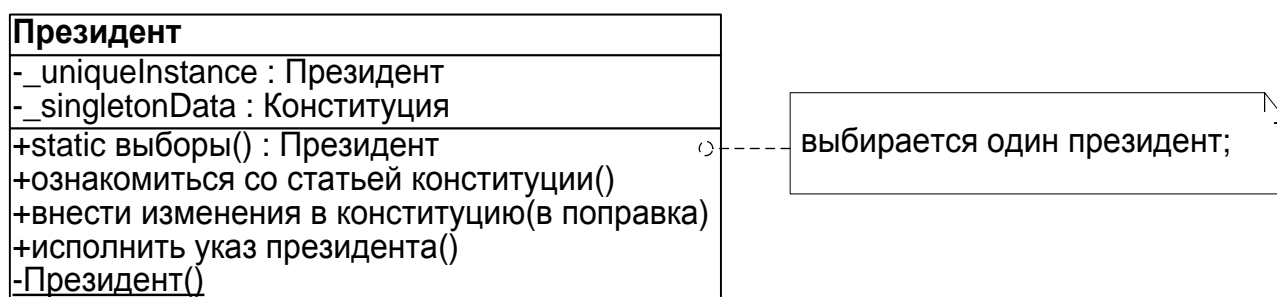 Президент
-_uniqueInstance : Президент
-_singletonData : Конституция
+static выборы() : Президент
+ознакомиться со статьей конституции()
+внести изменения в конституцию(в поправка)
+исполнить указ президента()
-Президент()
выбирается один президент;